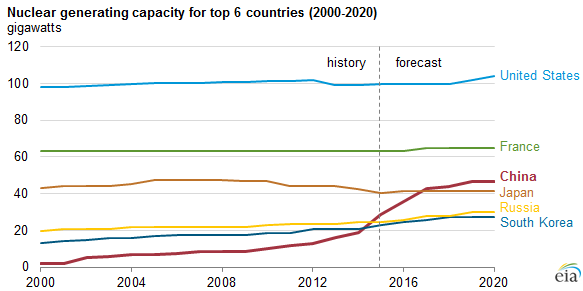 Nuclear generating capacity for top 6 countries (2000-2020)
gigawatts
120
100
80
60
40
20
0
history
forecast
United States
France
China
Japan
Russia
South Korea
2000
2004
2008
2012
2016
2020
eia